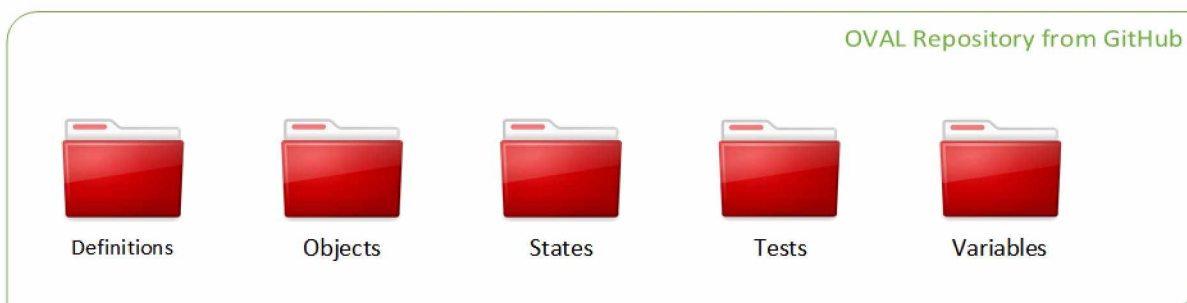 OVAL Repository from GitHub
Definitions
Objects
States
Tests
Variables